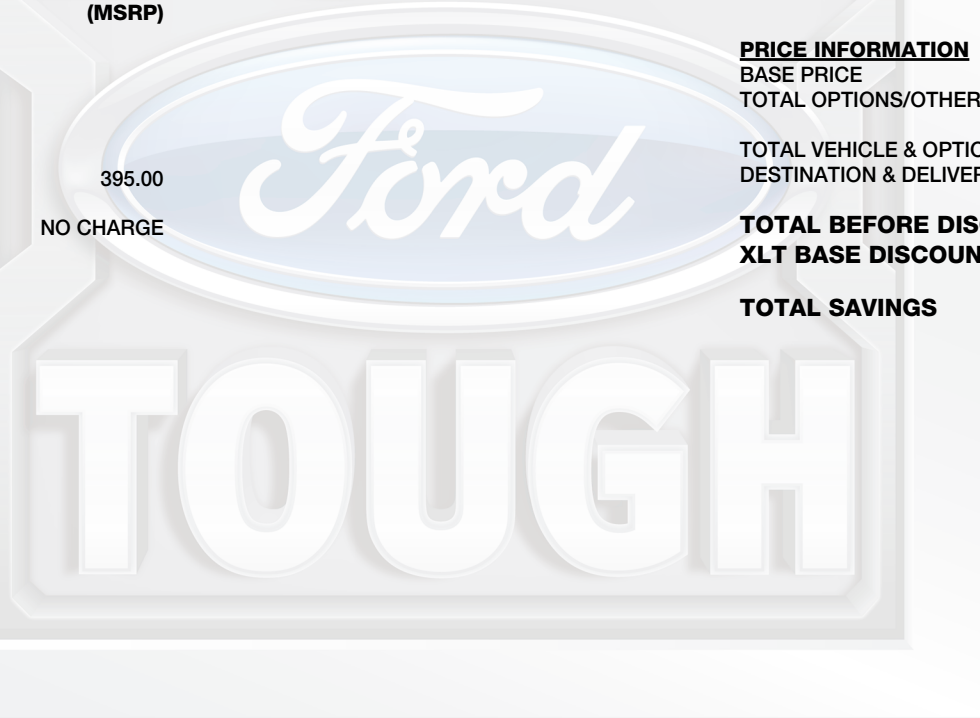 (MSRP)
PRICE INFORMATION
BASE PRICE
TOTAL OPTIONS/OTHER
TOTAL VEHICLE & OPTIO
395.00
DESTINATION & DELIVER
NO CHARGE
TOTAL BEFORE DIS
XLT BASE DISCOUN
TOTAL SAVINGS
Ford
TOUGH